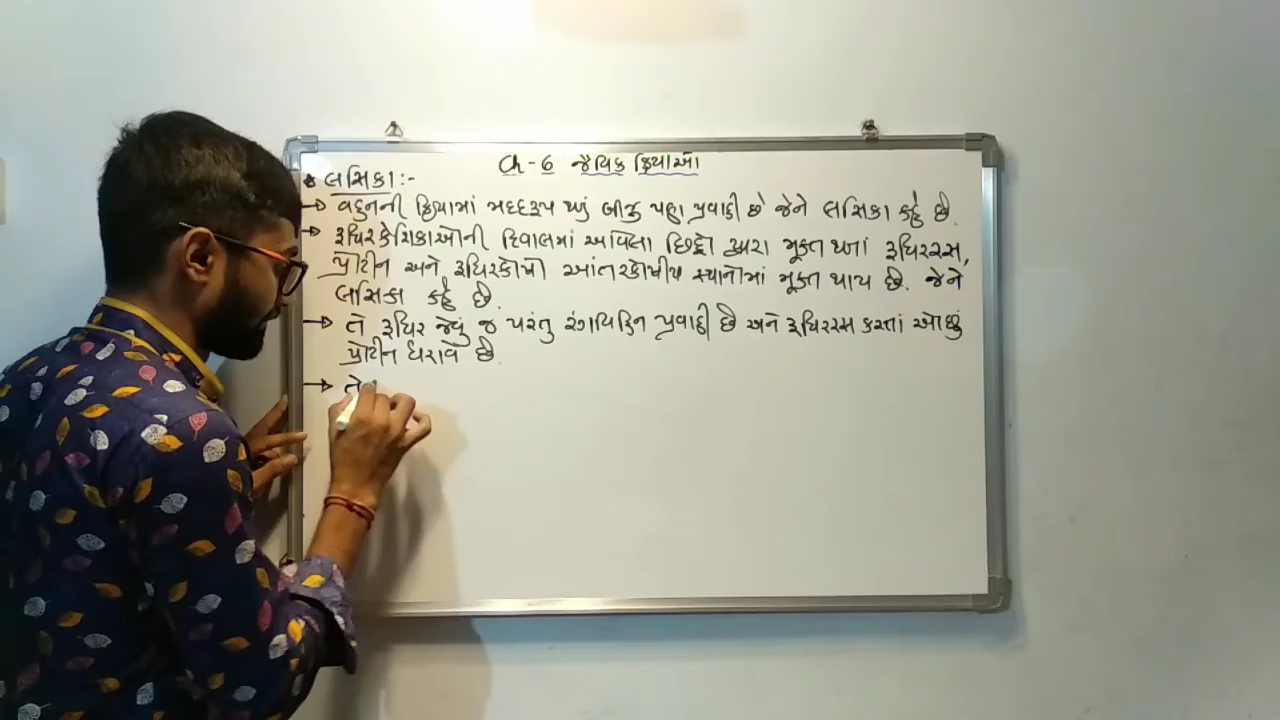 Ch - 6 જૈવિક ક્રિયાઓ
* લસિકા :-
→ વહનની ક્રિયામાં મદદરૂપ થતું બીજુ પણ પ્રવાહી છે જેને લસિકા કહે છે.
→ રૂધિરકેશિકાઓની દિવાલમાં આવેલા છિદ્રો દ્વારા મૂક્ત થતાં રૂધિરરસ,
પ્રોટીન અને રૂધિરકોષો આંતરકોષીય સ્થાનોમાં મૂક્ત થાય છે. જેને
લસિકા કહે છે.
→ તે રૂધિર જેવું જ પરંતુ રંગવિહિન પ્રવાહી છે અને રૂધિરરસ કરતાં ઓછું
પ્રોટીન ધરાવે છે.
→ તે